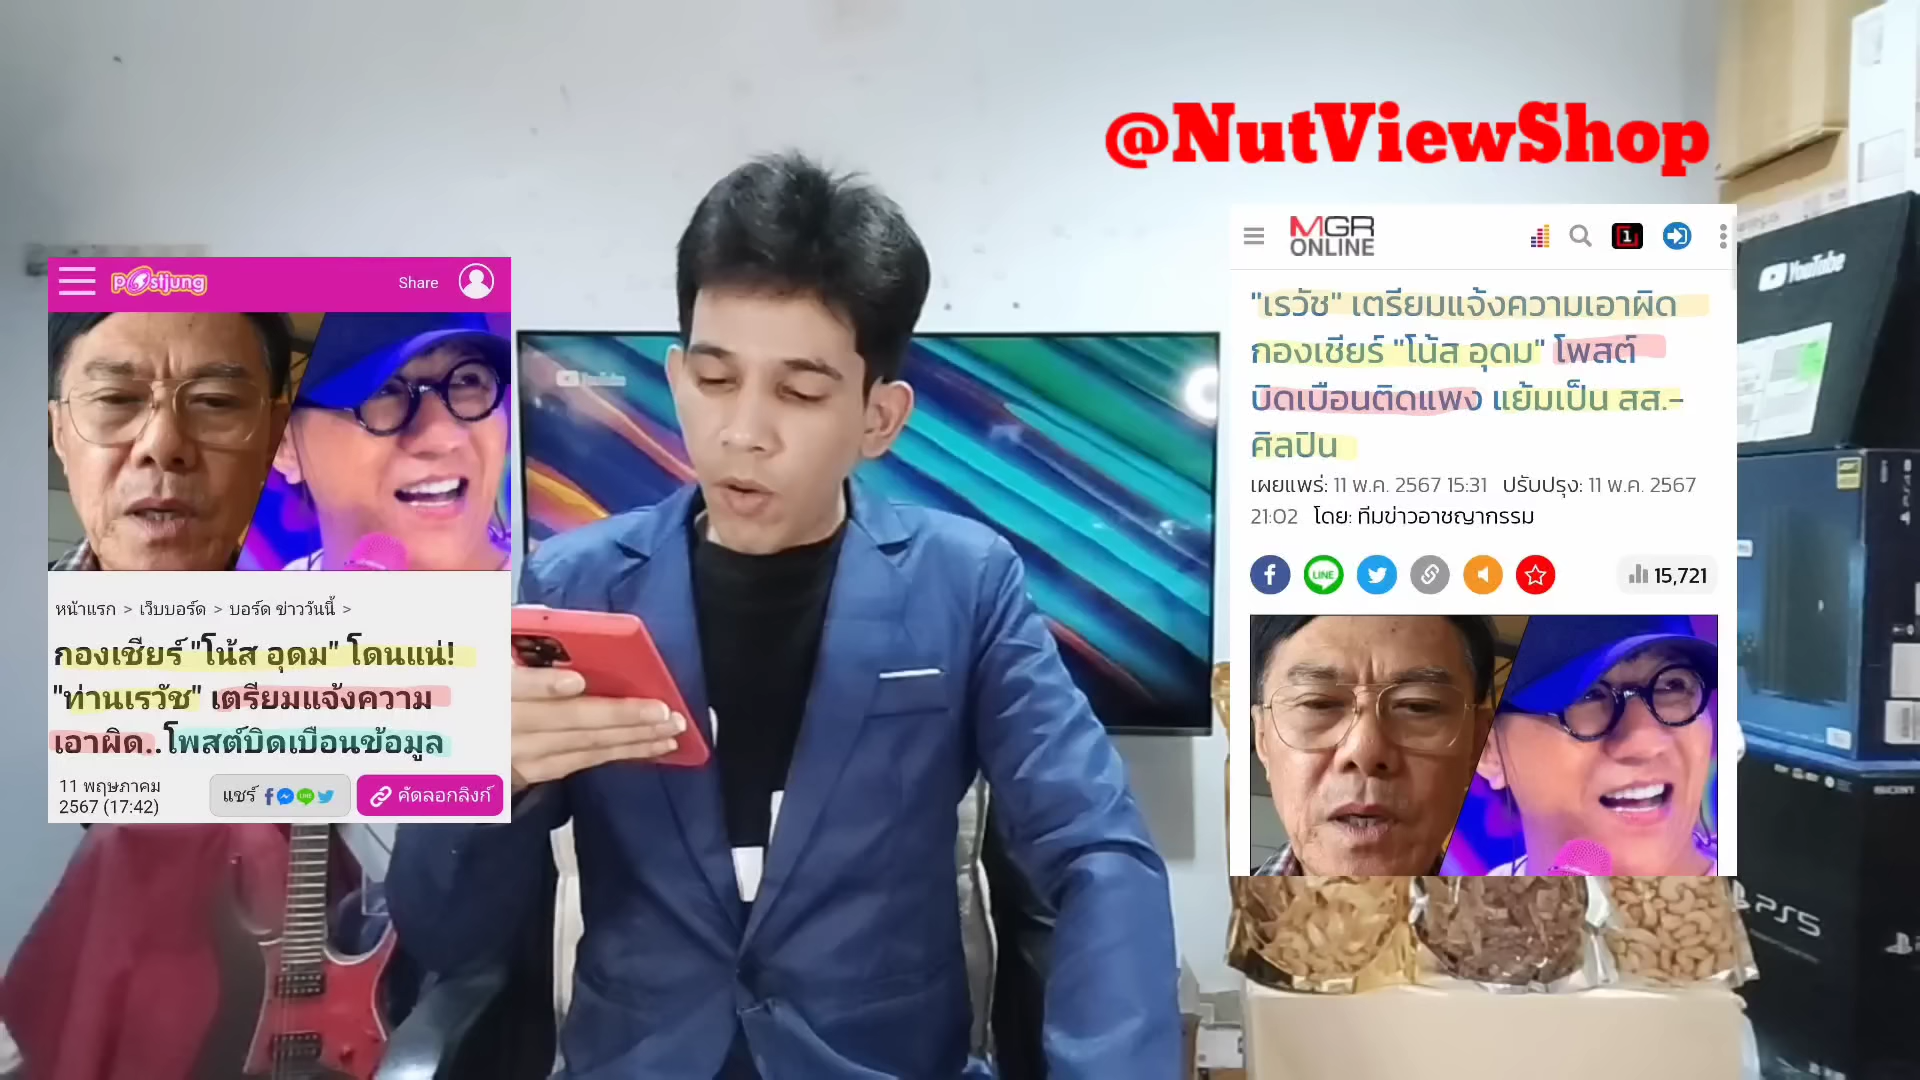 @NutViewShop
postjung
Share
หน้าแรก > เว็บบอร์ด > บอร์ด ข่าววันนี้ >
กองเชียร์ "โน้ส อุดม" โดนแน่!
"ท่านเรวัช" เตรียมแจ้งความ
เอาผิด..โพสต์บิดเบือนข้อมูล
11 พฤษภาคม
2567 (17:42)
แชร์
คัดลอกลิงก์
MGR
ONLINE
"เรวัช" เตรียมแจ้งความเอาผิด
กองเชียร์ "โน้ส อุดม" โพสต์
บิดเบือนติดแพง แย้มเป็น สส.-
ศิลปิน
เผยแพร่: 11 พ.ค. 2567 15:31 ปรับปรุง: 11 พ.ค. 2567
21:02 โดย: ทีมข่าวอาชญากรรม
LINE
15,721
YouTube
YouTube
PS4
PS5